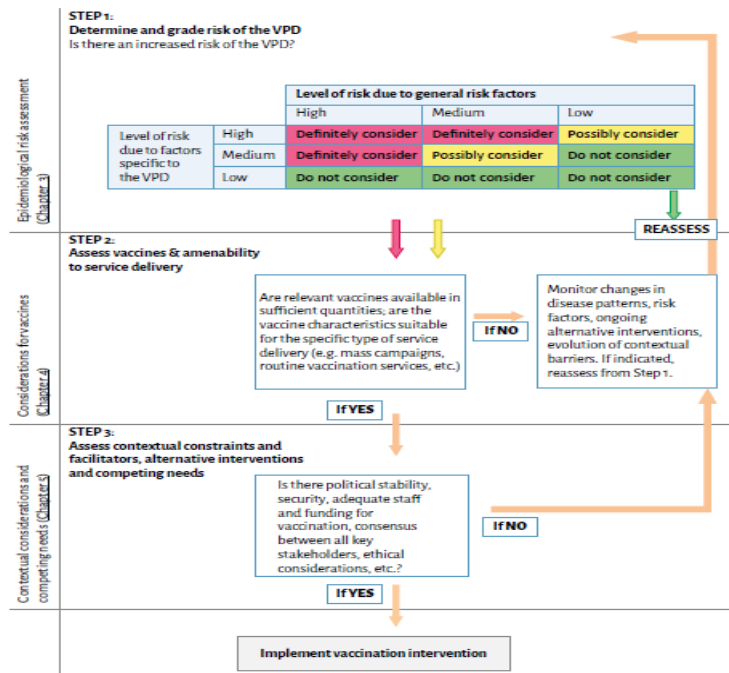 STEP 1:
Determine and grade risk of the VPD
Is there an increased risk of the VPD?
Level of risk due to general risk factors
High Medium Low
Level of risk
due to factors
specific to
the VPD
High Definitely consider Definitely consider Possibly consider
Medium Definitely consider Possibly consider Do not consider
Low Do not consider Do not consider Do not consider
REASSESS
Epidemiological risk assessment
(Chapter 3)
STEP 2:
Assess vaccines & amenability
to service delivery
Are relevant vaccines available in
sufficient quantities; are the
vaccine characteristics suitable
for the specific type of service
delivery (e.g. mass campaigns,
routine vaccination services, etc.)
If NO
Monitor changes in
disease patterns, risk
factors, ongoing
alternative interventions,
evolution of contextual
barriers. If indicated,
reassess from Step 1.
If YES
Considerations for vaccines
(Chapter 4)
STEP 3:
Assess contextual constraints and
facilitators, alternative interventions
and competing needs
Is there political stability,
security, adequate staff
and funding for
vaccination, consensus
between all key
stakeholders, ethical
considerations, etc.?
If NO
If YES
Contextual considerations and
competing needs (Chapter 5)
Implement vaccination intervention